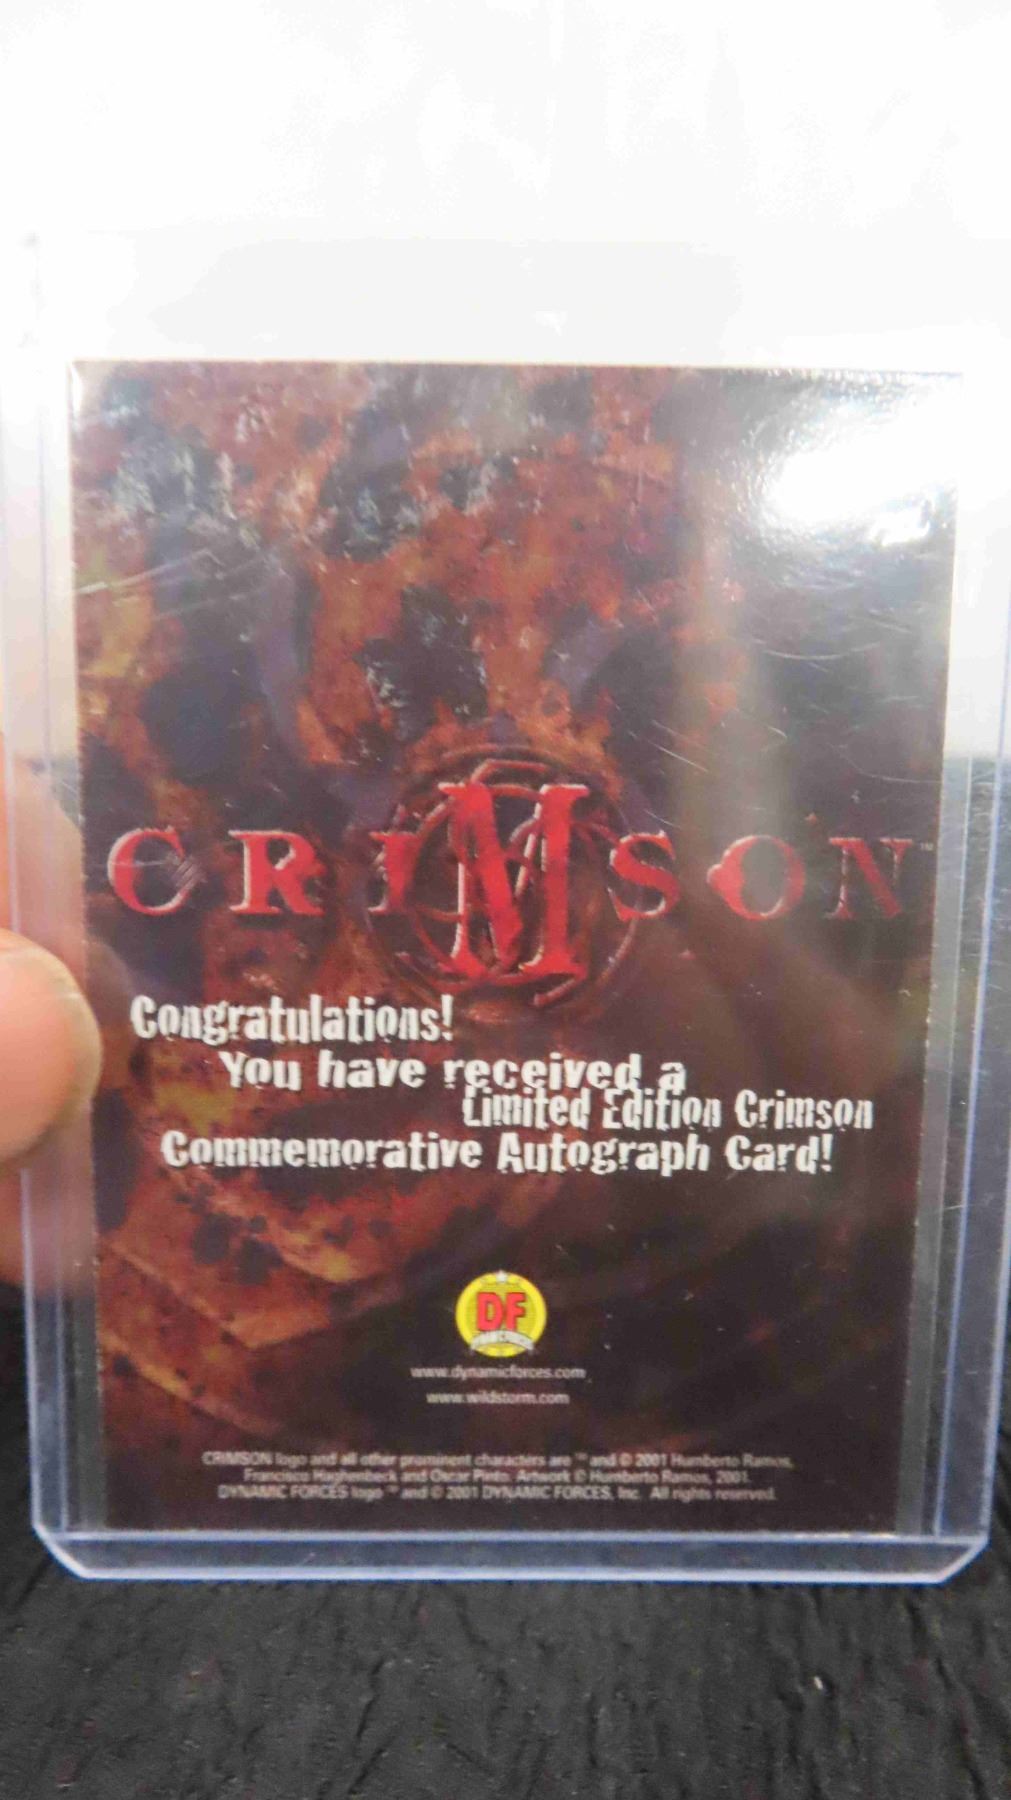 CRIMSON™
Congratulations!
You have received a
Limited Edition Crimson
Commemorative Autograph Card!
DF
www.dynamicforces.com
www.wildstorm.com
CRIMSON logo and all other prominent characters are ™ and © 2001 Humberto Ramos,
Francisco Haghenbeck and Oscar Pinto. Artwork © Humberto Ramos, 2001.
DYNAMIC FORCES logo ™ and © 2001 DYNAMIC FORCES, Inc. All rights reserved.